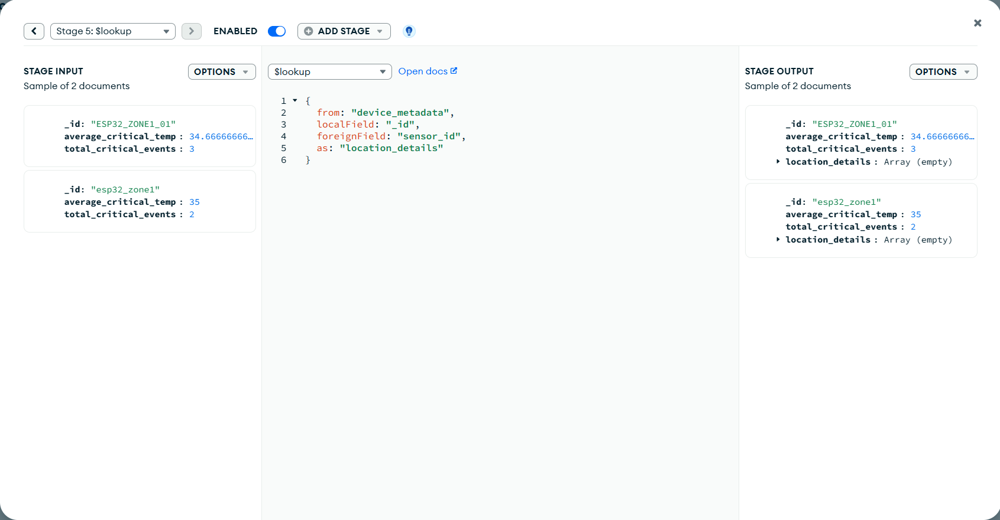 Stage 5: $lookup
ENABLED
ADD STAGE
STAGE INPUT
OPTIONS
Sample of 2 documents
_id: "ESP32_ZONE1_01"
average_critical_temp : 34.66666666…
total_critical_events : 3
_id: "esp32_zone1"
average_critical_temp : 35
total_critical_events : 2
$lookup
Open docs
1 {
2 from: "device_metadata",
3 localField: "_id",
4 foreignField: "sensor_id",
5 as: "location_details"
6 }
STAGE OUTPUT
OPTIONS
Sample of 2 documents
_id: "ESP32_ZONE1_01"
average_critical_temp : 34.66666666…
total_critical_events : 3
location_details : Array (empty)
_id: "esp32_zone1"
average_critical_temp : 35
total_critical_events : 2
location_details : Array (empty)